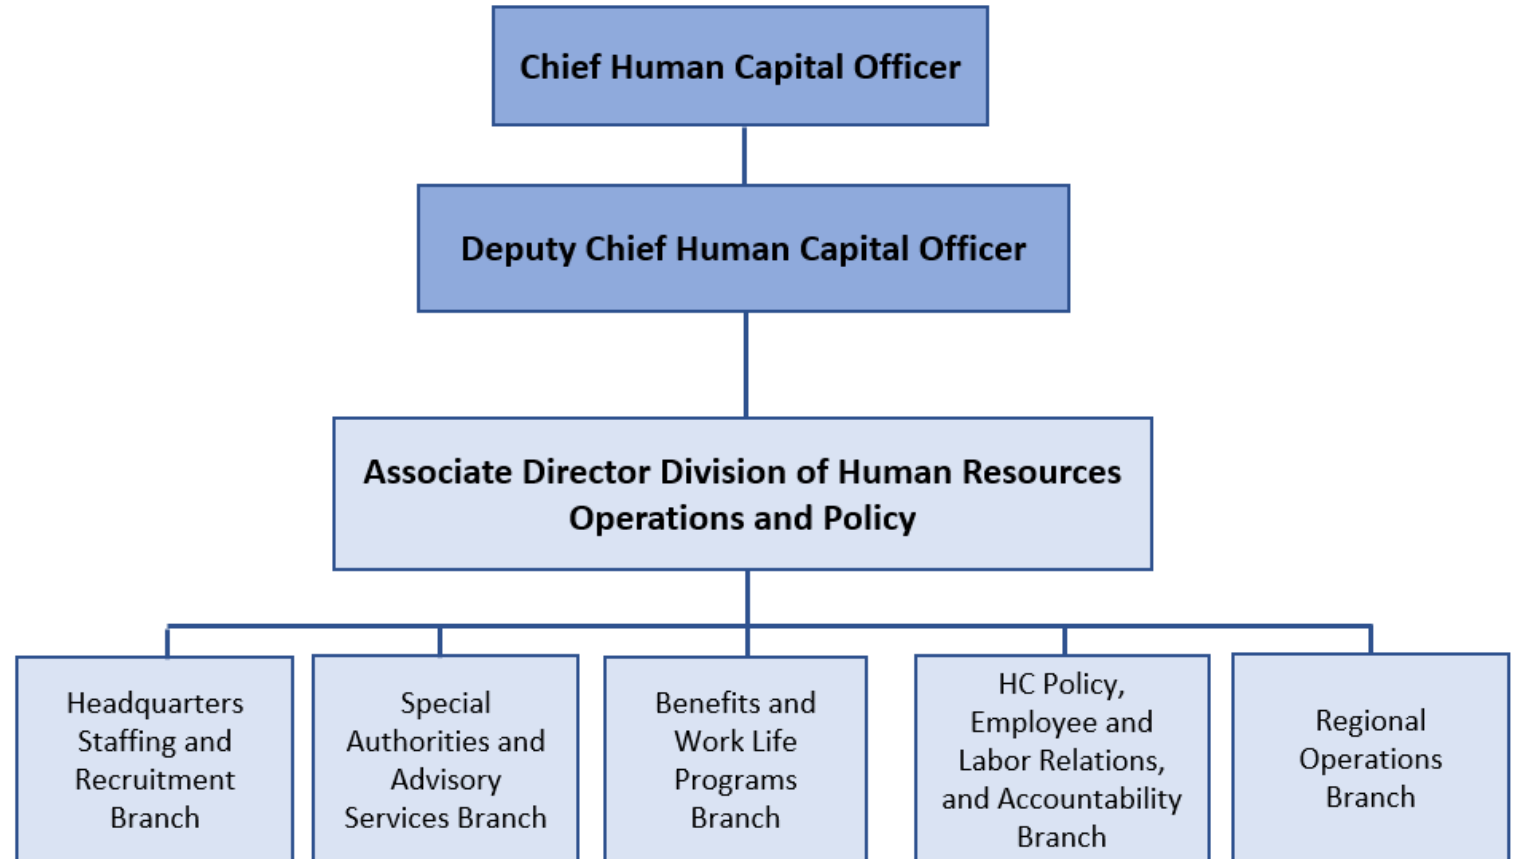 Chief Human Capital Officer
Deputy Chief Human Capital Officer
Associate Director Division of Human Resources
Operations and Policy
Headquarters
Staffing and
Recruitment
Branch
Special
Authorities and
Advisory
Services Branch
Benefits and
Work Life
Programs
Branch
HC Policy,
Employee and
Labor Relations,
and Accountability
Branch
Regional
Operations
Branch